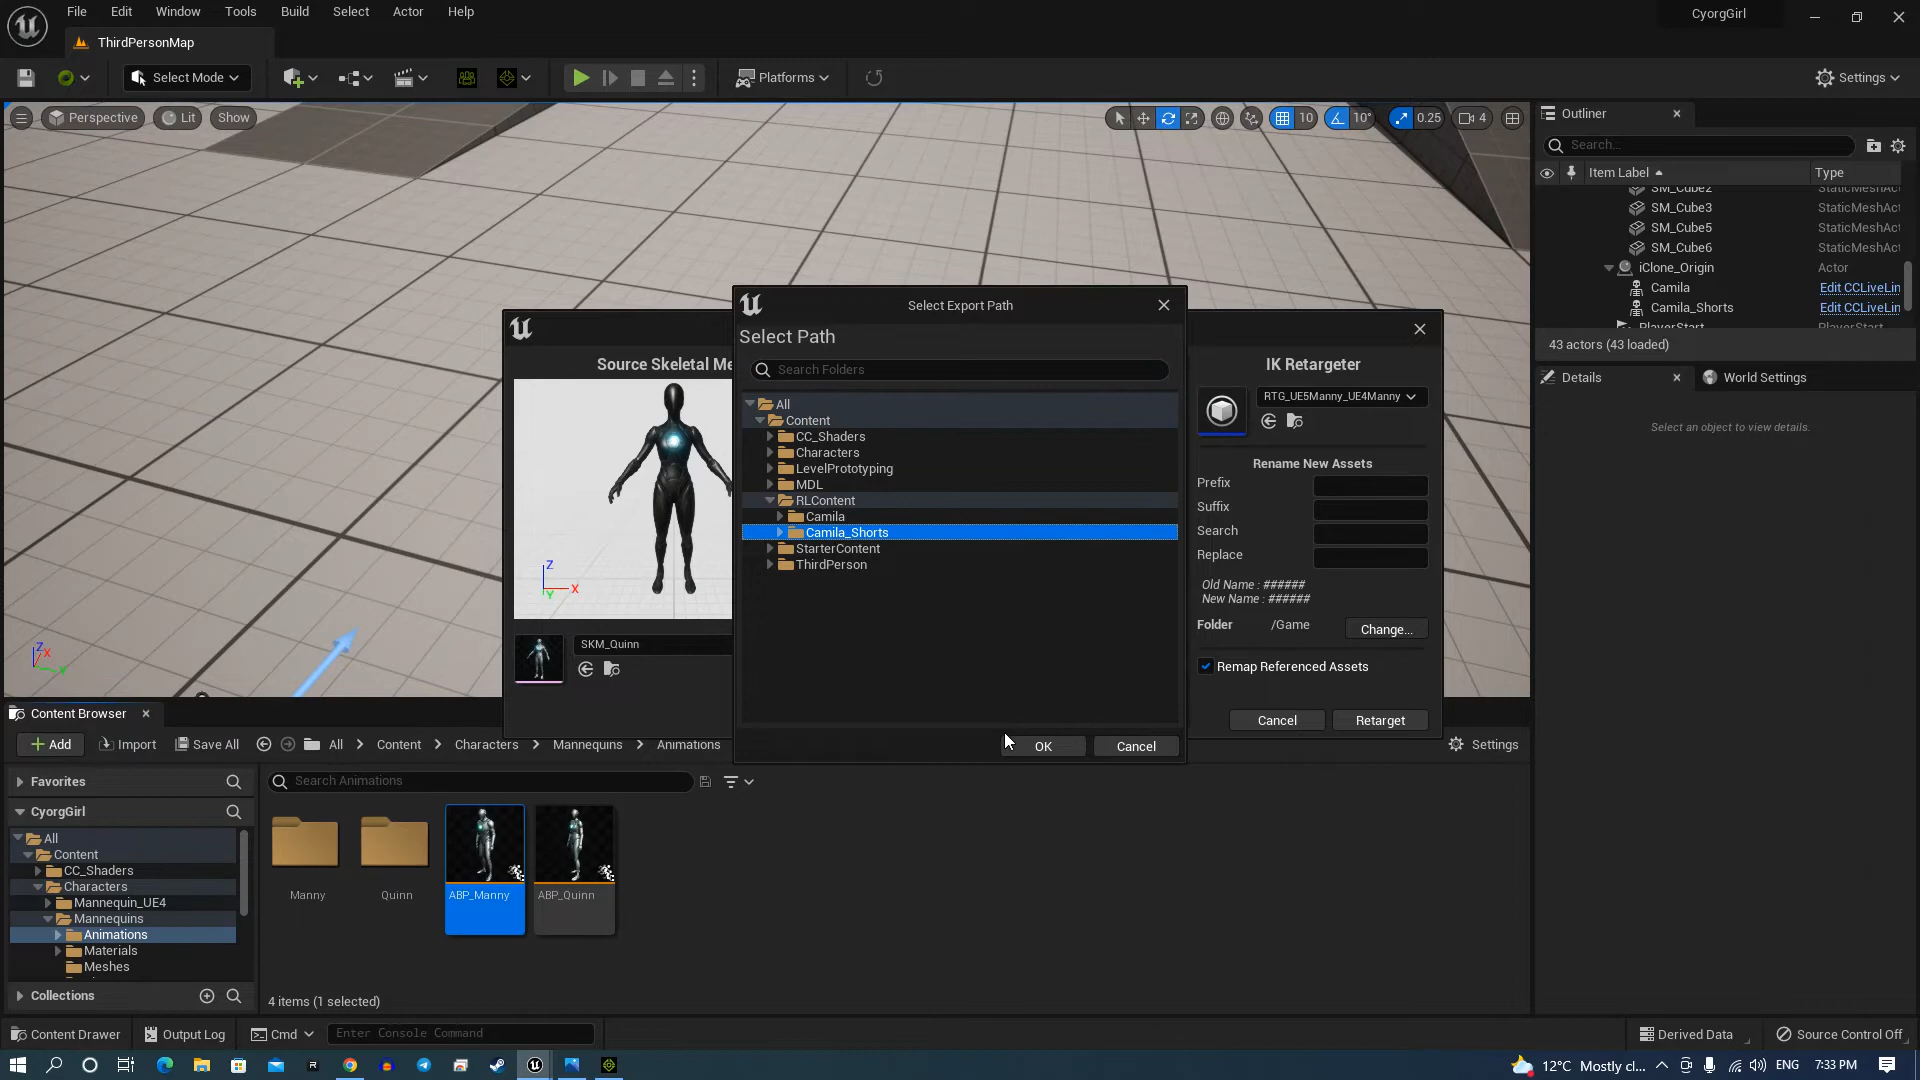 File Edit Window Tools Build Select Actor Help
CyorgGirl
ThirdPersonMap
Select Mode
Platforms
Settings
Perspective Lit Show
10 10° 0.25 4
Outliner
Search...
Item Label Type
SM_Cube2 StaticMeshAct
SM_Cube3 StaticMeshAct
SM_Cube5 StaticMeshAct
SM_Cube6 StaticMeshAct
iClone_Origin Actor
Camila Edit CCLiveLin
Camila_Shorts Edit CCLiveLin
PlayerStart PlayerStart
43 actors (43 loaded)
Details World Settings
Select an object to view details.
Source Skeletal Me
Z
X
Y
SKM_Quinn
Select Export Path
Select Path
Search Folders
All
Content
CC_Shaders
Characters
LevelPrototyping
MDL
RLContent
Camila
Camila_Shorts
StarterContent
ThirdPerson
OK Cancel
IK Retargeter
RTG_UE5Manny_UE4Manny
Rename New Assets
Prefix
Suffix
Search
Replace
Old Name : ######
New Name : ######
Folder /Game Change...
Remap Referenced Assets
Cancel Retarget
Z
X
Y
Content Browser
Add Import Save All All Content Characters Mannequins Animations Settings
Favorites
Search Animations
CyorgGirl
All
Content
CC_Shaders
Characters
Mannequin_UE4
Mannequins
Animations
Materials
Meshes
Collections
Manny Quinn ABP_Manny ABP_Quinn
4 items (1 selected)
Content Drawer Output Log Cmd Enter Console Command Derived Data Source Control Off
12°C Mostly cl... ENG 7:33 PM